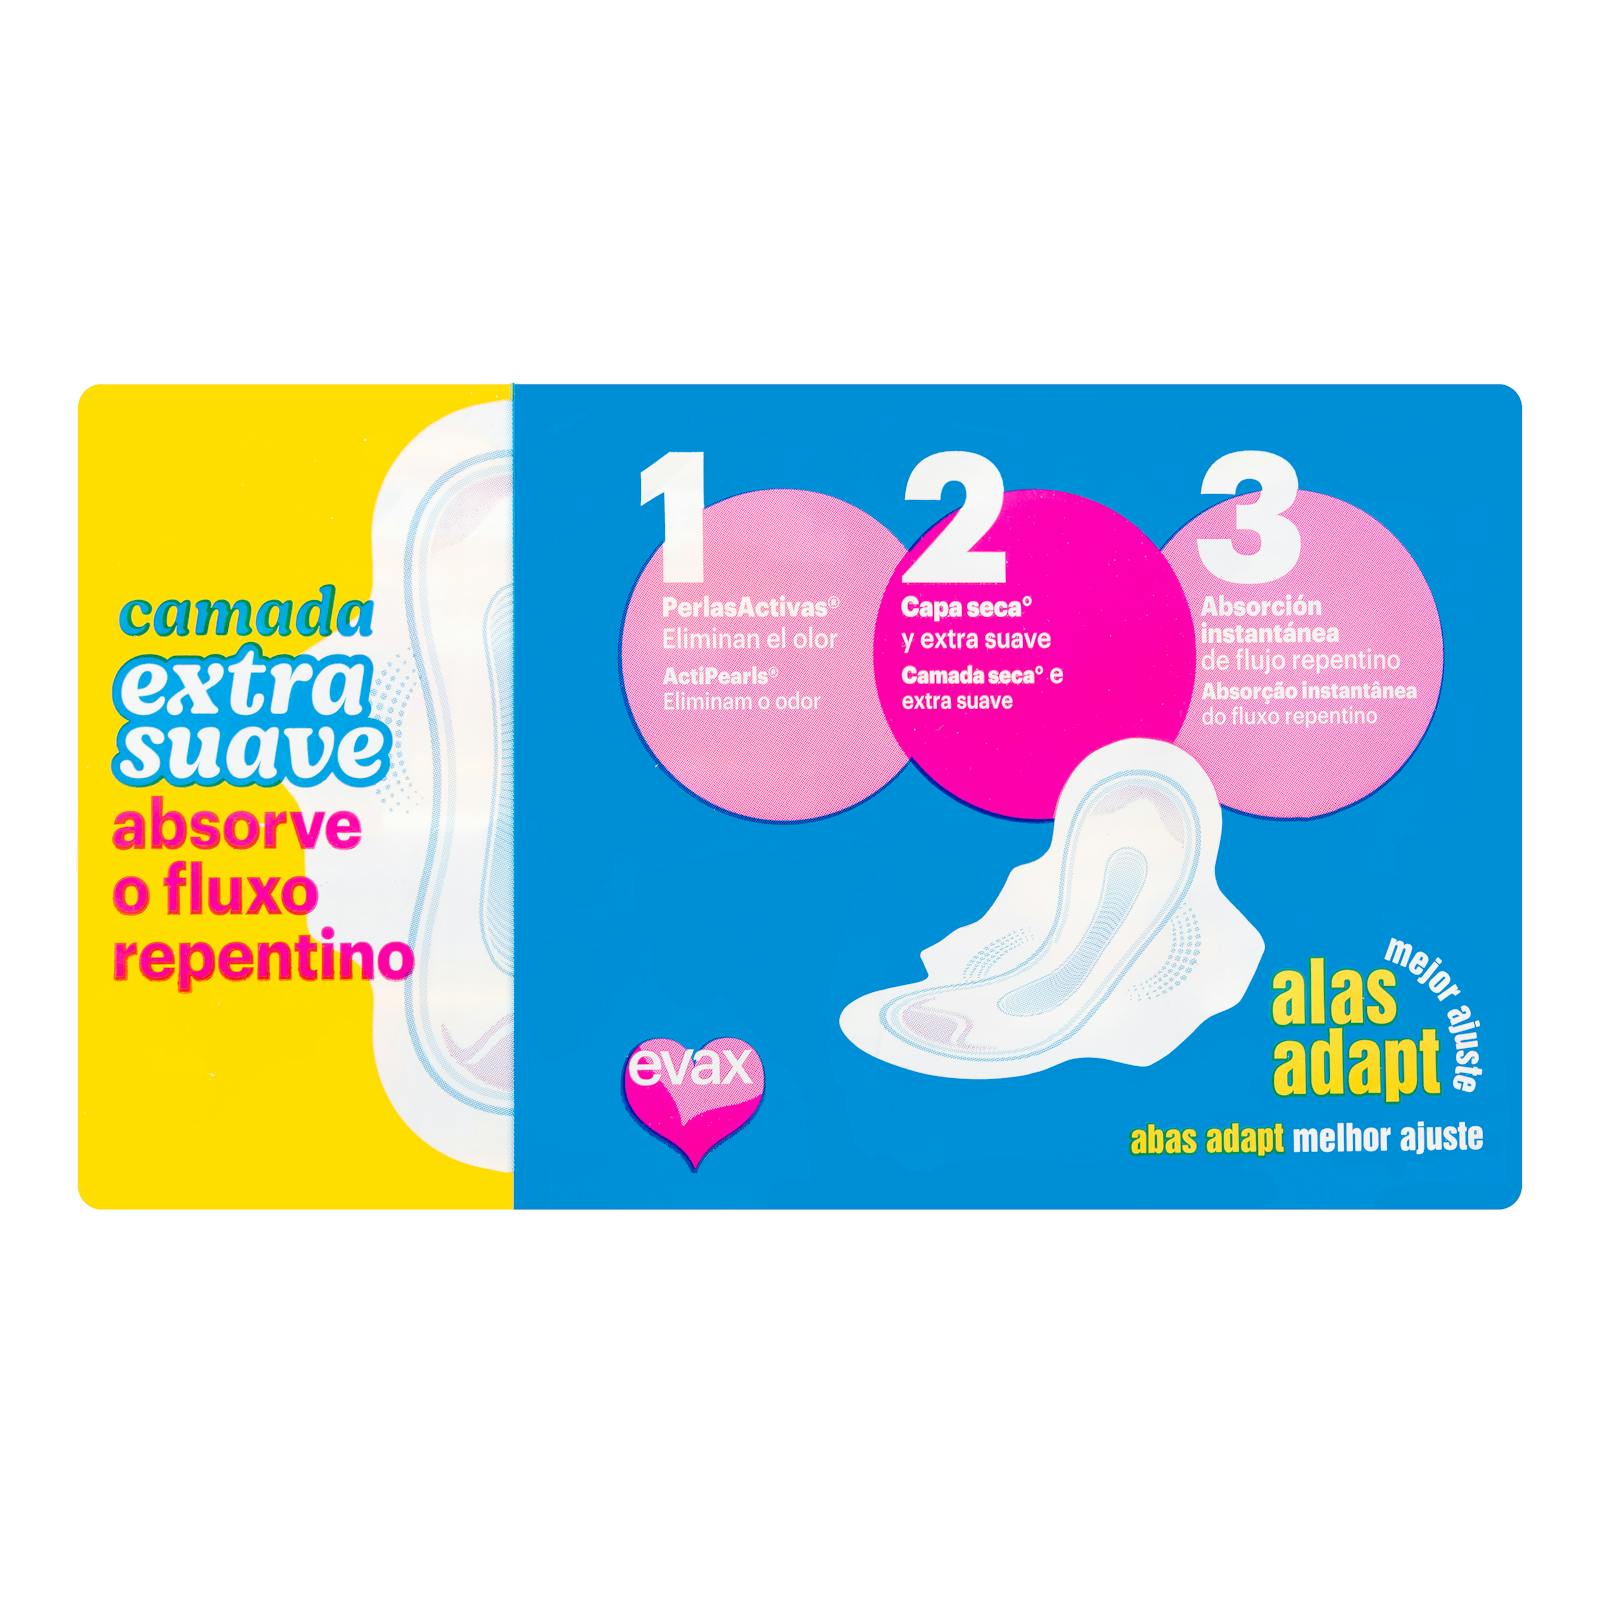 camada
extra
suave
absorve
o fluxo
repentino
1
PerlasActivas®
Eliminan el olor
ActiPearls®
Eliminam o odor
2
Capa secaº
y extra suave
Camada secaº e
extra suave
3
Absorción
instantánea
de flujo repentino
Absorção instantânea
do fluxo repentino
evax
alas
adapt
mejor ajuste
abas adapt melhor ajuste